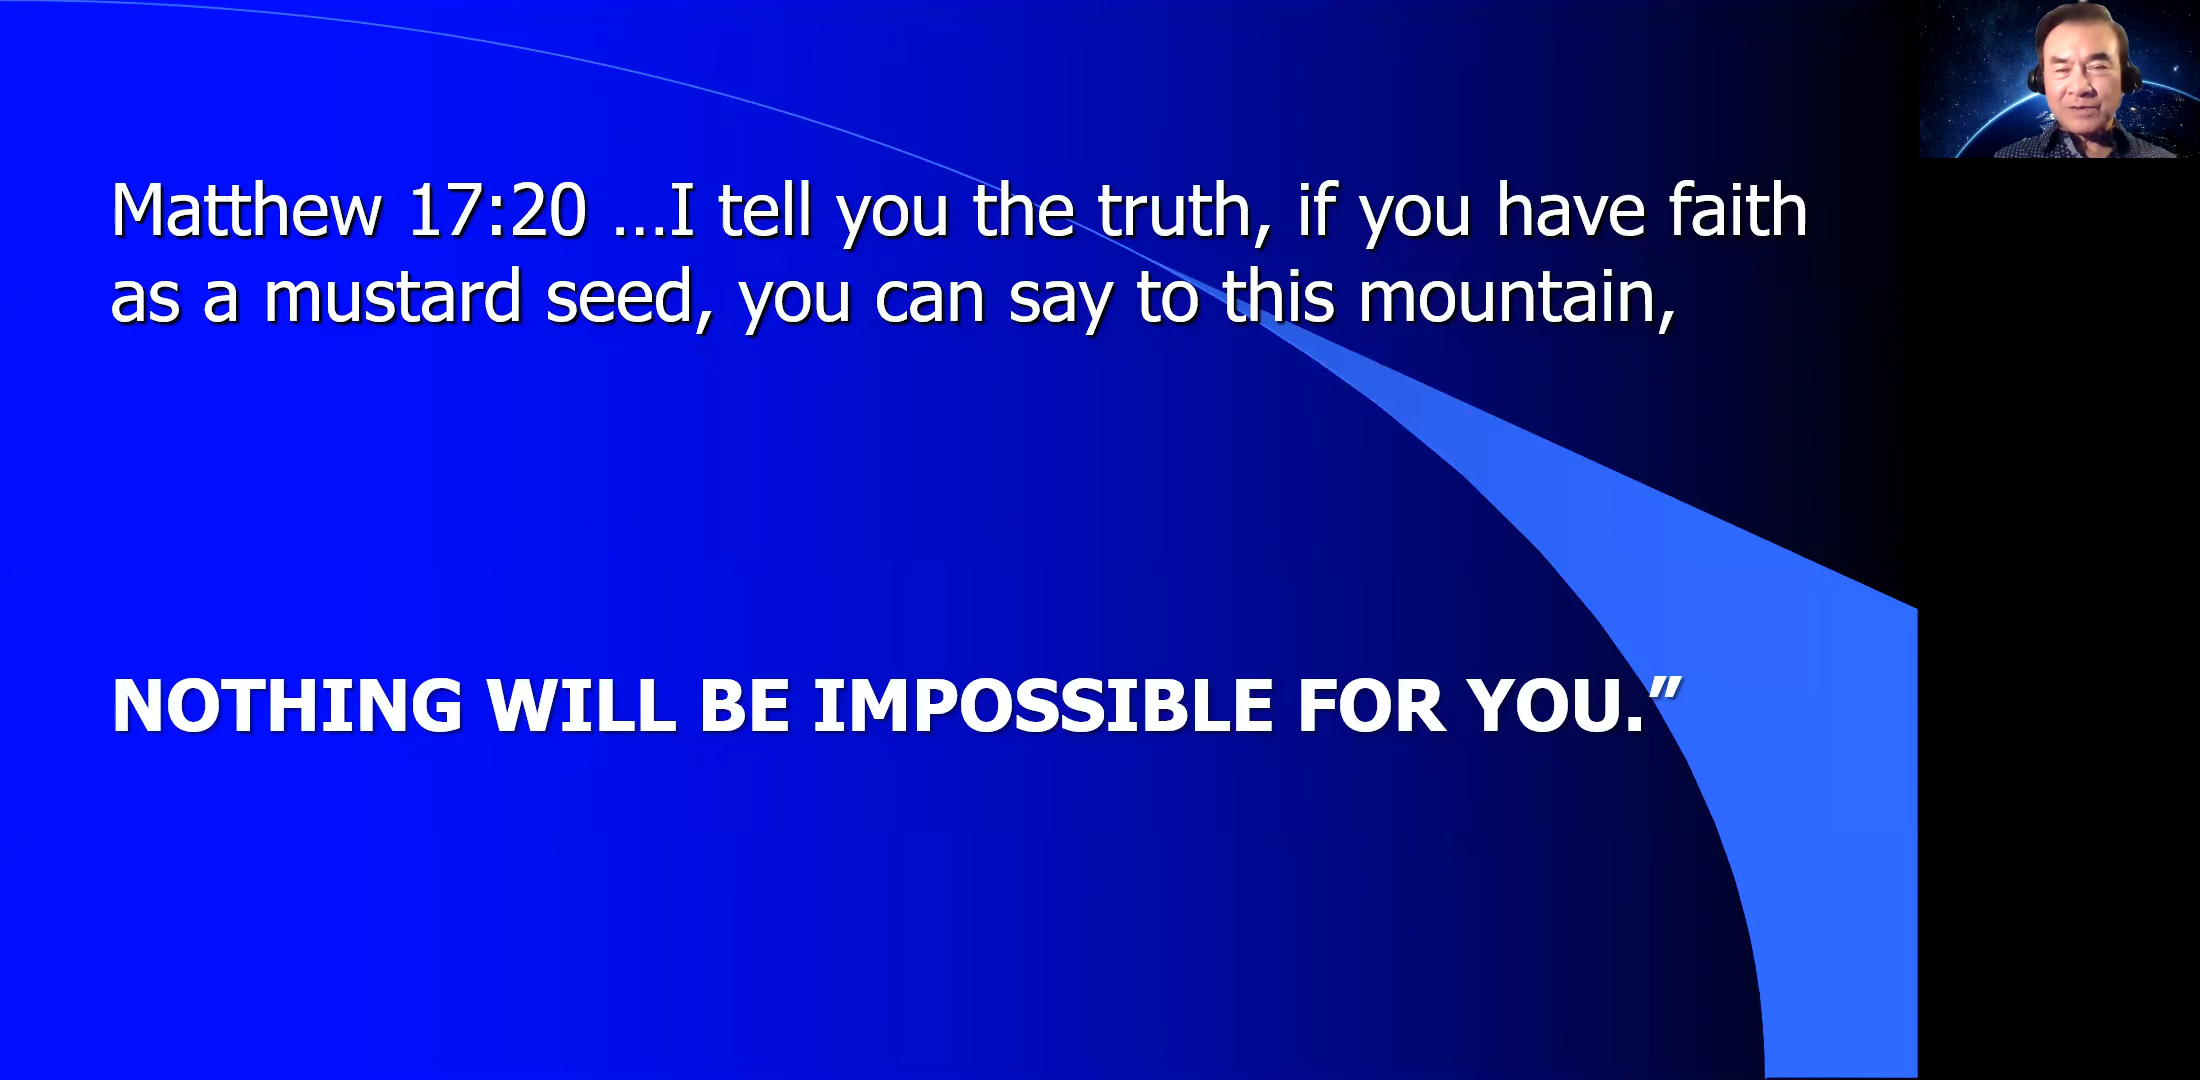 Matthew 17:20 …I tell you the truth, if you have faith
as a mustard seed, you can say to this mountain,
NOTHING WILL BE IMPOSSIBLE FOR YOU.”